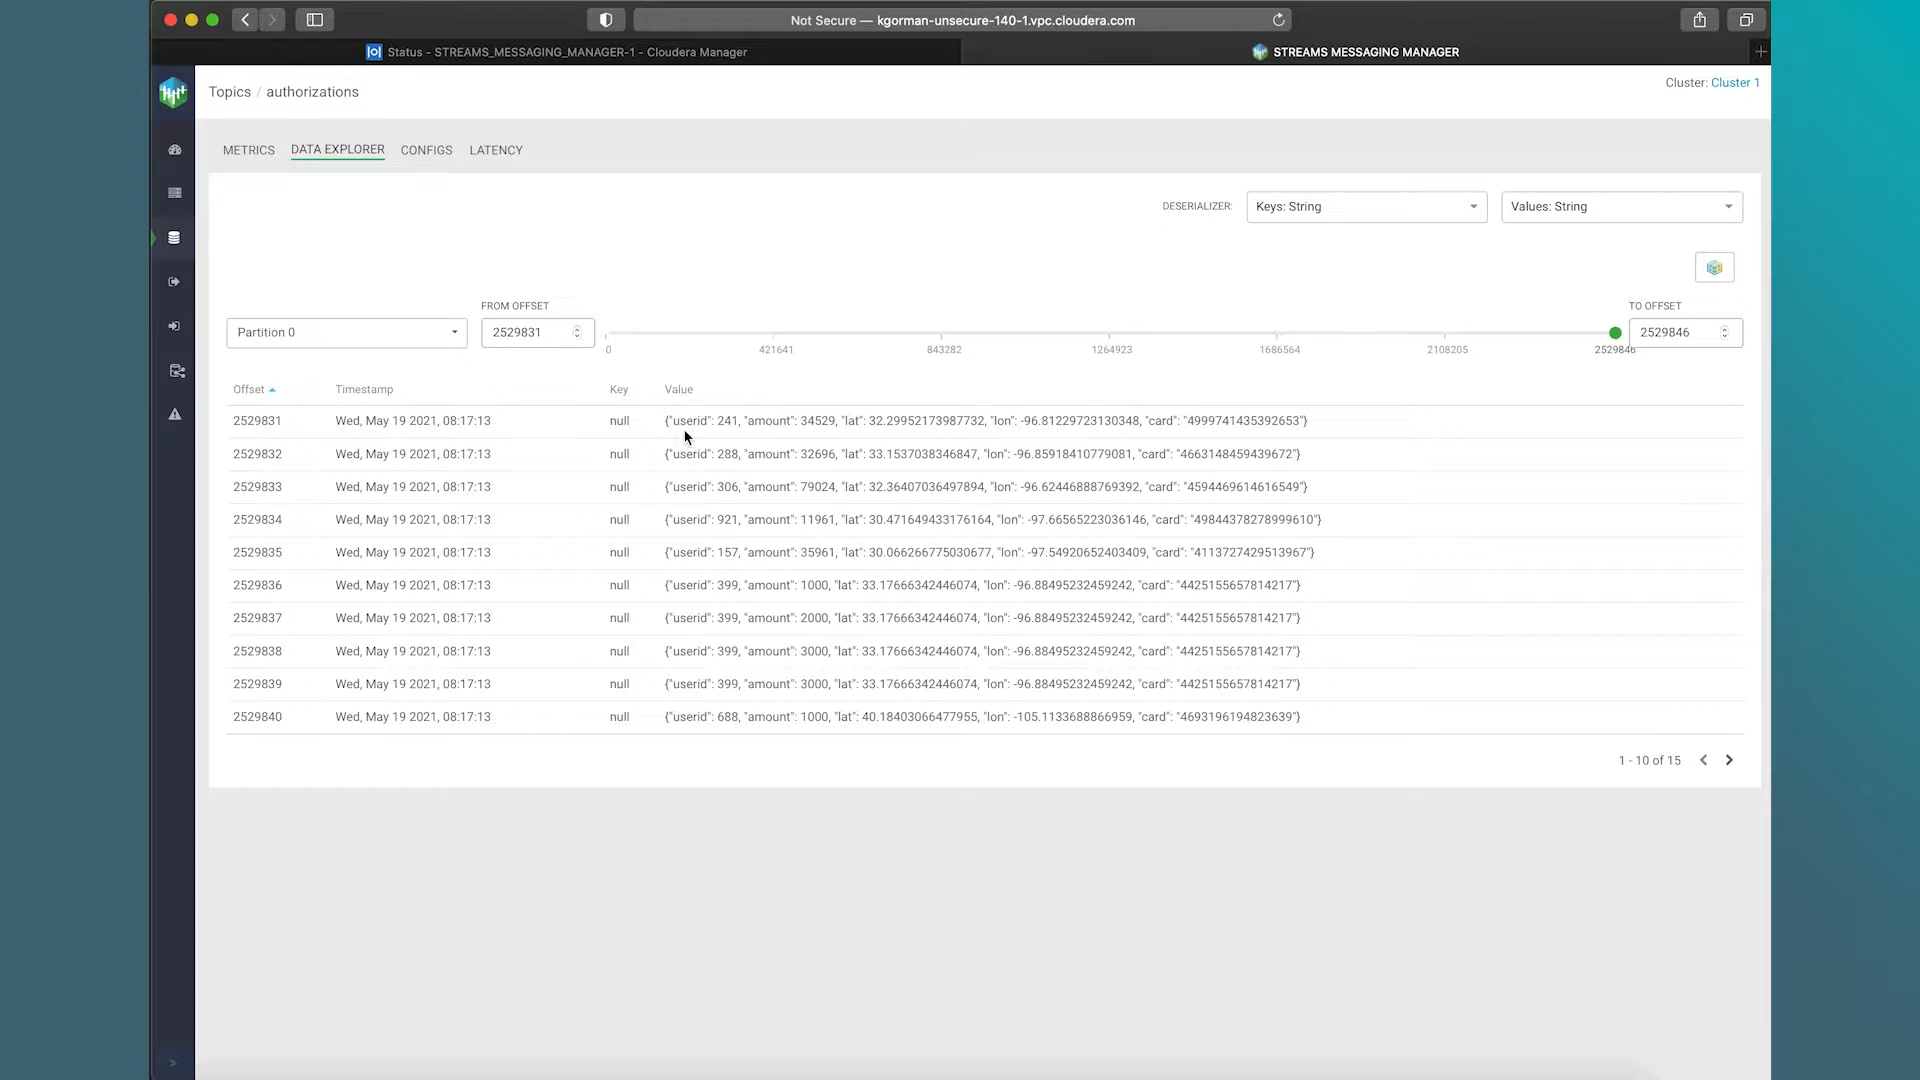 Not Secure — kgorman-unsecure-140-1.vpc.cloudera.com
Status - STREAMS_MESSAGING_MANAGER-1 - Cloudera Manager
STREAMS MESSAGING MANAGER
Topics / authorizations
Cluster: Cluster 1
METRICS DATA EXPLORER CONFIGS LATENCY
DESERIALIZER: Keys: String Values: String
FROM OFFSET TO OFFSET
Partition 0 2529831 2529846
0 421641 843282 1264923 1686564 2108205 2529846
Offset Timestamp Key Value
2529831 Wed, May 19 2021, 08:17:13 null {"userid": 241, "amount": 34529, "lat": 32.29952173987732, "lon": -96.81229723130348, "card": "4999741435392653"}
2529832 Wed, May 19 2021, 08:17:13 null {"userid": 288, "amount": 32696, "lat": 33.1537038346847, "lon": -96.85918410779081, "card": "4663148459439672"}
2529833 Wed, May 19 2021, 08:17:13 null {"userid": 306, "amount": 79024, "lat": 32.36407036497894, "lon": -96.62446888769392, "card": "4594469614616549"}
2529834 Wed, May 19 2021, 08:17:13 null {"userid": 921, "amount": 11961, "lat": 30.471649433176164, "lon": -97.66565223036146, "card": "49844378278999610"}
2529835 Wed, May 19 2021, 08:17:13 null {"userid": 157, "amount": 35961, "lat": 30.066266775030677, "lon": -97.54920652403409, "card": "4113727429513967"}
2529836 Wed, May 19 2021, 08:17:13 null {"userid": 399, "amount": 1000, "lat": 33.17666342446074, "lon": -96.88495232459242, "card": "4425155657814217"}
2529837 Wed, May 19 2021, 08:17:13 null {"userid": 399, "amount": 2000, "lat": 33.17666342446074, "lon": -96.88495232459242, "card": "4425155657814217"}
2529838 Wed, May 19 2021, 08:17:13 null {"userid": 399, "amount": 3000, "lat": 33.17666342446074, "lon": -96.88495232459242, "card": "4425155657814217"}
2529839 Wed, May 19 2021, 08:17:13 null {"userid": 399, "amount": 3000, "lat": 33.17666342446074, "lon": -96.88495232459242, "card": "4425155657814217"}
2529840 Wed, May 19 2021, 08:17:13 null {"userid": 688, "amount": 1000, "lat": 40.18403066477955, "lon": -105.1133688866959, "card": "4693196194823639"}
1 - 10 of 15